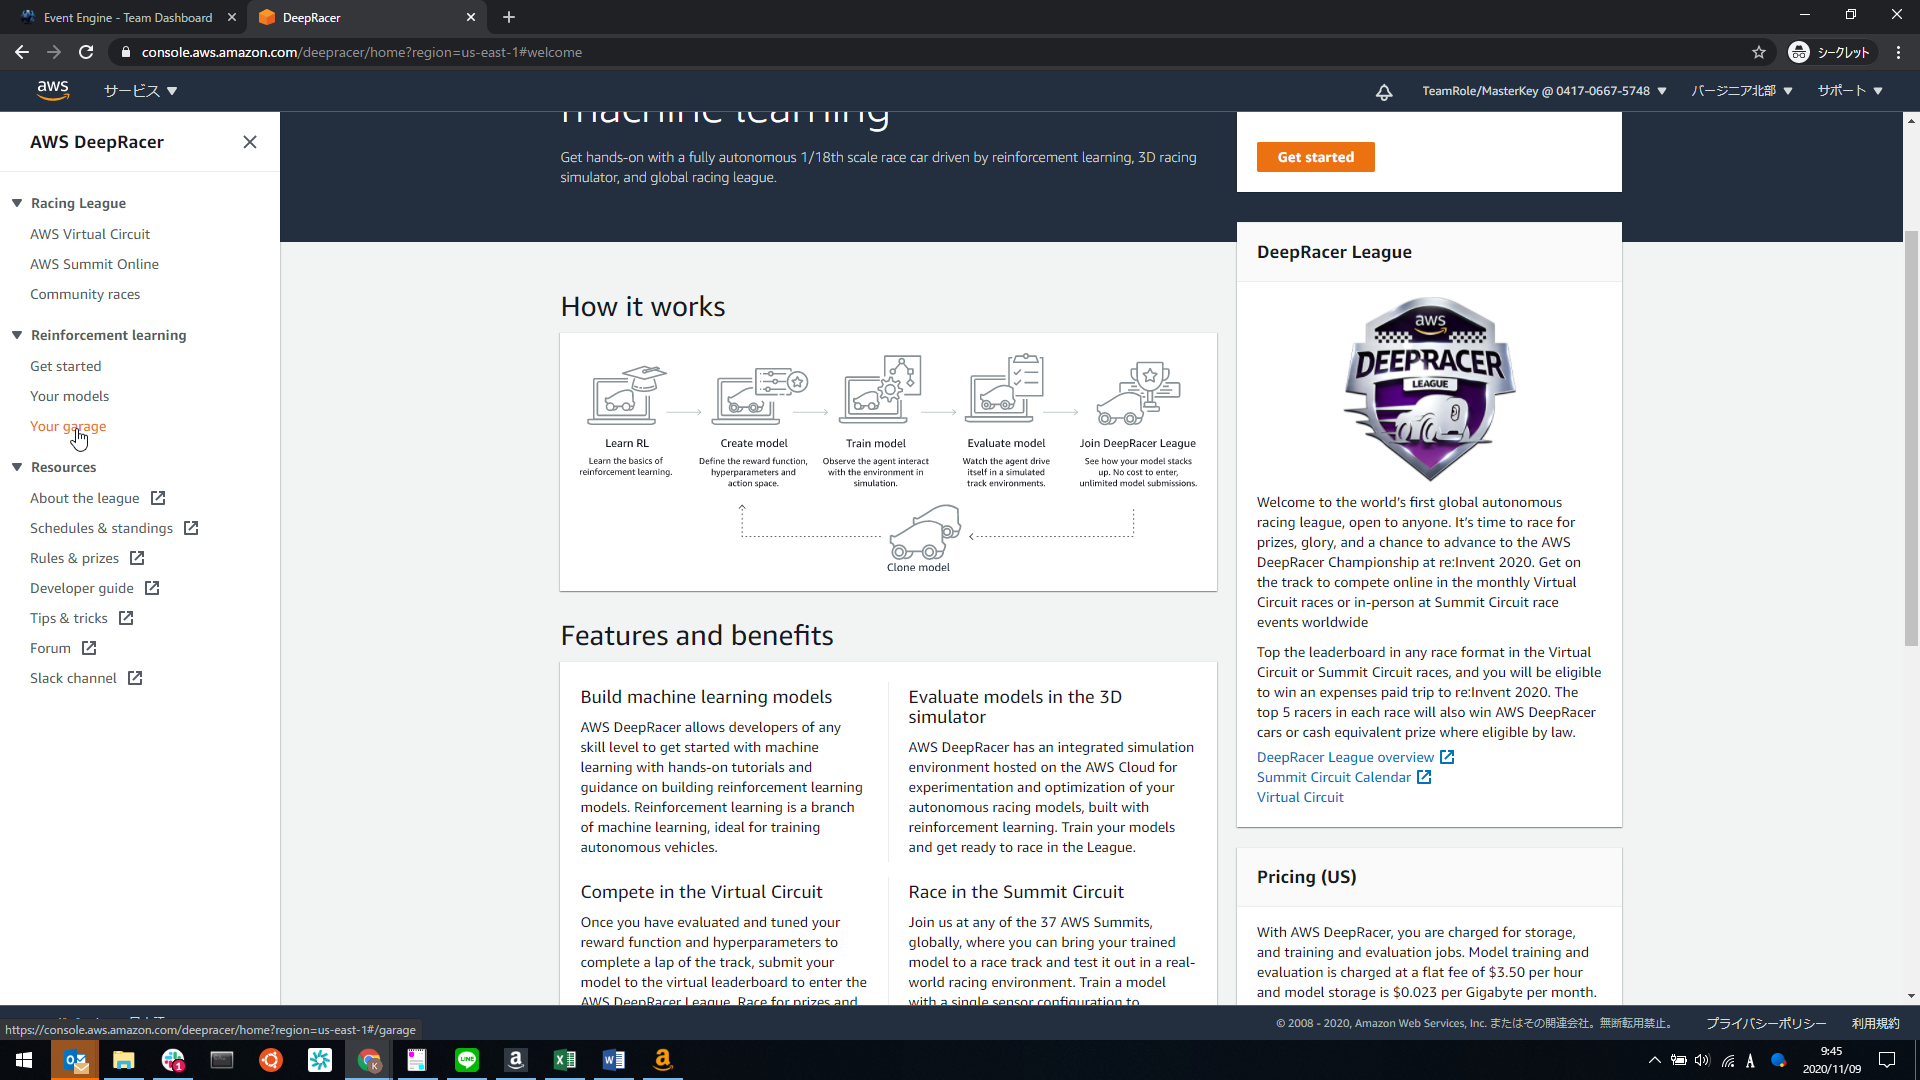 Event Engine - Team Dashboard
DeepRacer
console.aws.amazon.com/deepracer/home?region=us-east-1#welcome
シークレット
aws
サービス
TeamRole/MasterKey @ 0417-0667-5748
バージニア北部
サポート
AWS DeepRacer
Racing League
AWS Virtual Circuit
AWS Summit Online
Community races
Reinforcement learning
Get started
Your models
Your garage
Resources
About the league
Schedules & standings
Rules & prizes
Developer guide
Tips & tricks
Forum
Slack channel
machine learning
Get hands-on with a fully autonomous 1/18th scale race car driven by reinforcement learning, 3D racing
simulator, and global racing league.
Get started
How it works
Learn RL
Learn the basics of
reinforcement learning.
Create model
Define the reward function,
hyperparameters and
action space.
Train model
Observe the agent interact
with the environment in
simulation.
Evaluate model
Watch the agent drive
itself in a simulated
track environments.
Join DeepRacer League
See how your model stacks
up. No cost to enter,
unlimited model submissions.
Clone model
Features and benefits
Build machine learning models
AWS DeepRacer allows developers of any
skill level to get started with machine
learning with hands-on tutorials and
guidance on building reinforcement learning
models. Reinforcement learning is a branch
of machine learning, ideal for training
autonomous vehicles.
Evaluate models in the 3D
simulator
AWS DeepRacer has an integrated simulation
environment hosted on the AWS Cloud for
experimentation and optimization of your
autonomous racing models, built with
reinforcement learning. Train your models
and get ready to race in the League.
Compete in the Virtual Circuit
Once you have evaluated and tuned your
reward function and hyperparameters to
complete a lap of the track, submit your
model to the virtual leaderboard to enter the
AWS DeepRacer League. Race for prizes and
Race in the Summit Circuit
Join us at any of the 37 AWS Summits,
globally, where you can bring your trained
model to a race track and test it out in a real-
world racing environment. Train a model
with a single sensor configuration to
DeepRacer League
aws
DEEPRACER
LEAGUE
Welcome to the world's first global autonomous
racing league, open to anyone. It's time to race for
prizes, glory, and a chance to advance to the AWS
DeepRacer Championship at re:Invent 2020. Get on
the track to compete online in the monthly Virtual
Circuit races or in-person at Summit Circuit race
events worldwide
Top the leaderboard in any race format in the Virtual
Circuit or Summit Circuit races, and you will be eligible
to win an expenses paid trip to re:Invent 2020. The
top 5 racers in each race will also win AWS DeepRacer
cars or cash equivalent prize where eligible by law.
DeepRacer League overview
Summit Circuit Calendar
Virtual Circuit
Pricing (US)
With AWS DeepRacer, you are charged for storage,
and training and evaluation jobs. Model training and
evaluation is charged at a flat fee of $3.50 per hour
and model storage is $0.023 per Gigabyte per month.
https://console.aws.amazon.com/deepracer/home?region=us-east-1#/garage
© 2008 - 2020, Amazon Web Services, Inc. またはその関連会社。無断転用禁止。
プライバシーポリシー
利用規約
1
K
LINE
A
9:45
2020/11/09